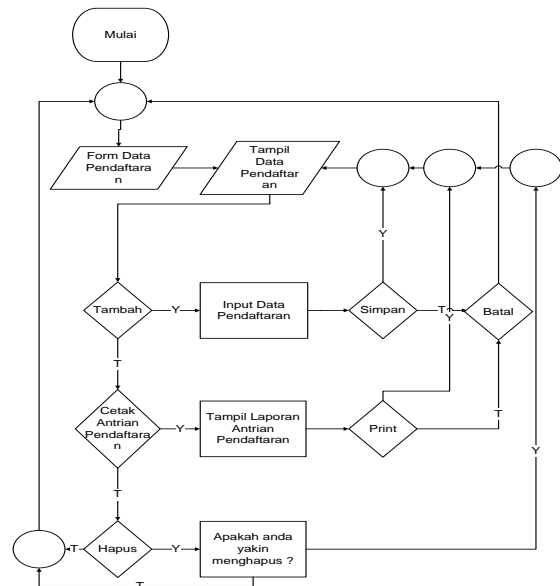 Mulai
Form Data
Pendaftara
n
Tampil
Data
Pendaftar
an
Y
Tambah
Y
Input Data
Pendaftaran
Simpan
T
Y
Batal
T
Cetak
Antrian
Pendaftara
n
Y
Tampil Laporan
Antrian
Pendaftaran
Print
T
Y
T
Hapus
T
Y
Apakah anda
yakin
menghapus ?
T